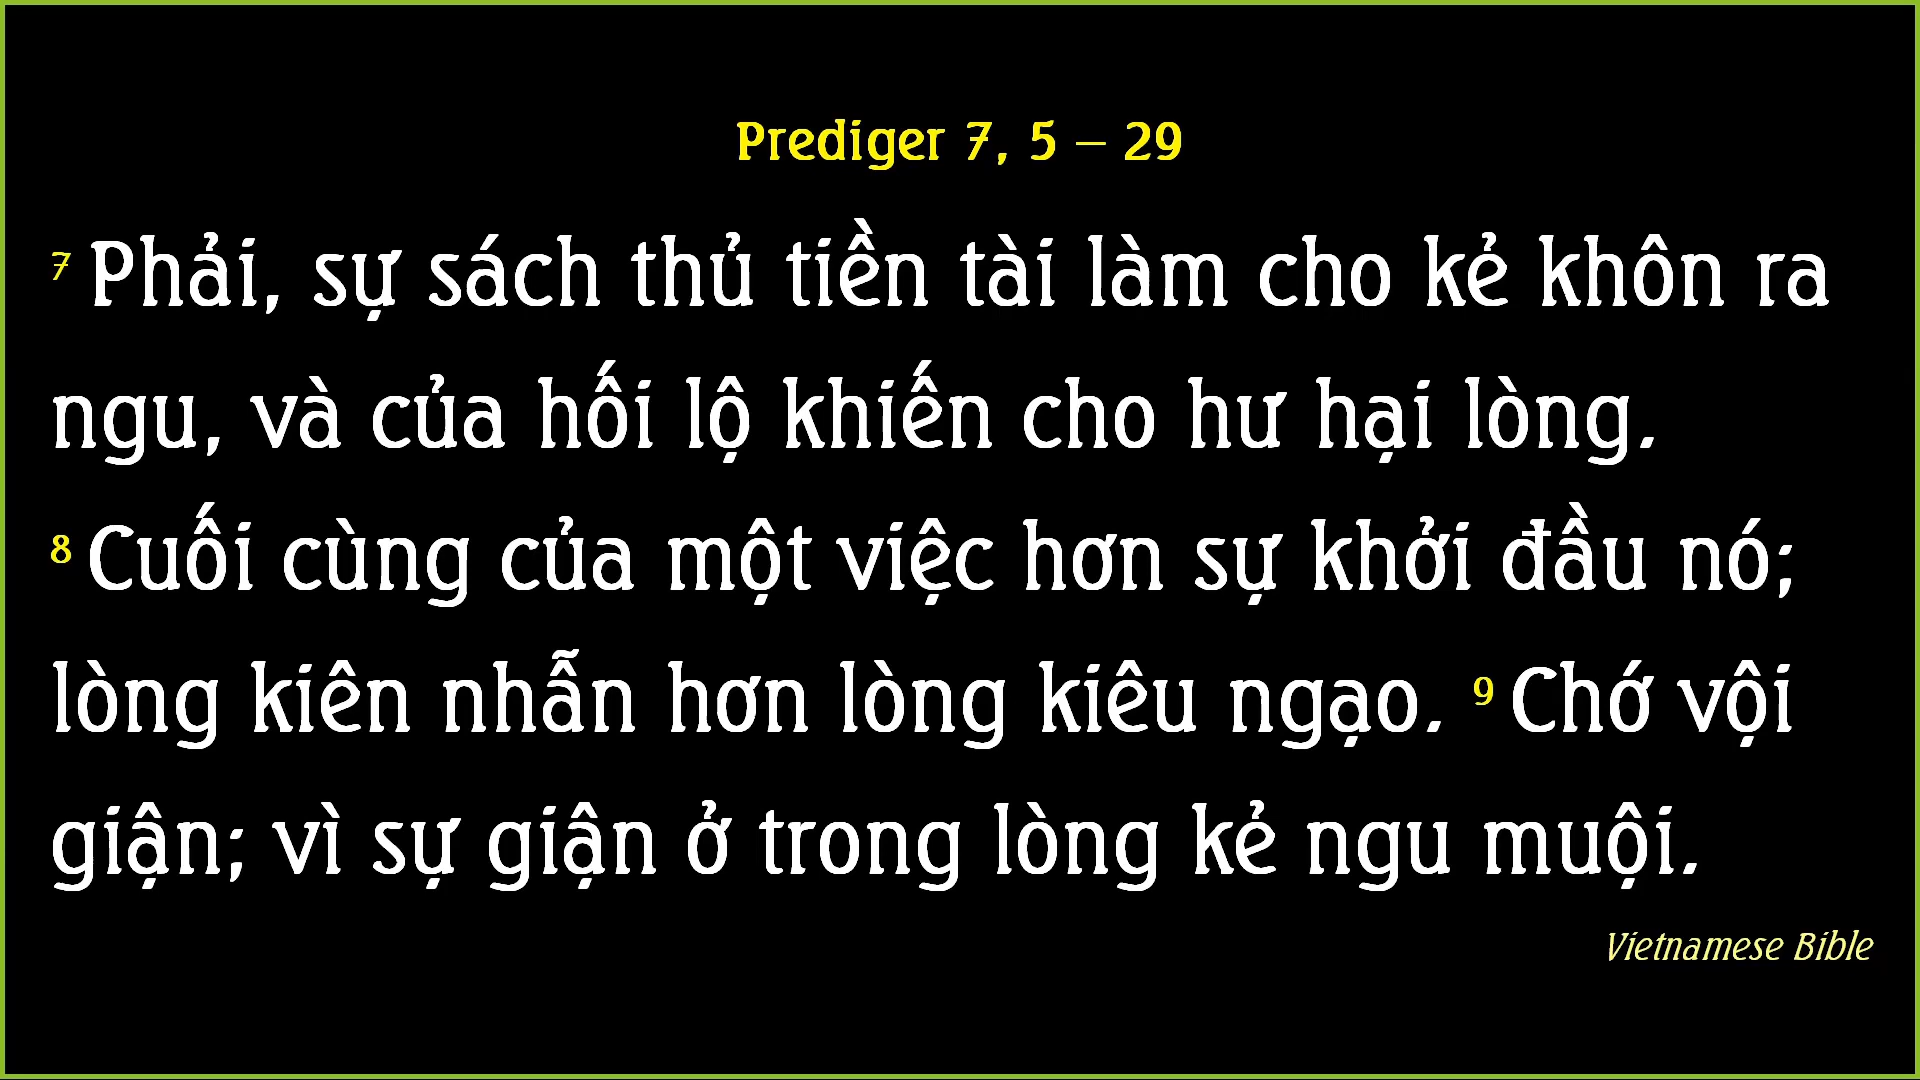 Prediger 7, 5 – 29
7 Phải, sự sách thủ tiền tài làm cho kẻ khôn ra
ngu, và của hối lộ khiến cho hư hại lòng.
8 Cuối cùng của một việc hơn sự khởi đầu nó;
lòng kiên nhẫn hơn lòng kiêu ngạo. 9 Chớ vội
giận; vì sự giận ở trong lòng kẻ ngu muội.
Vietnamese Bible